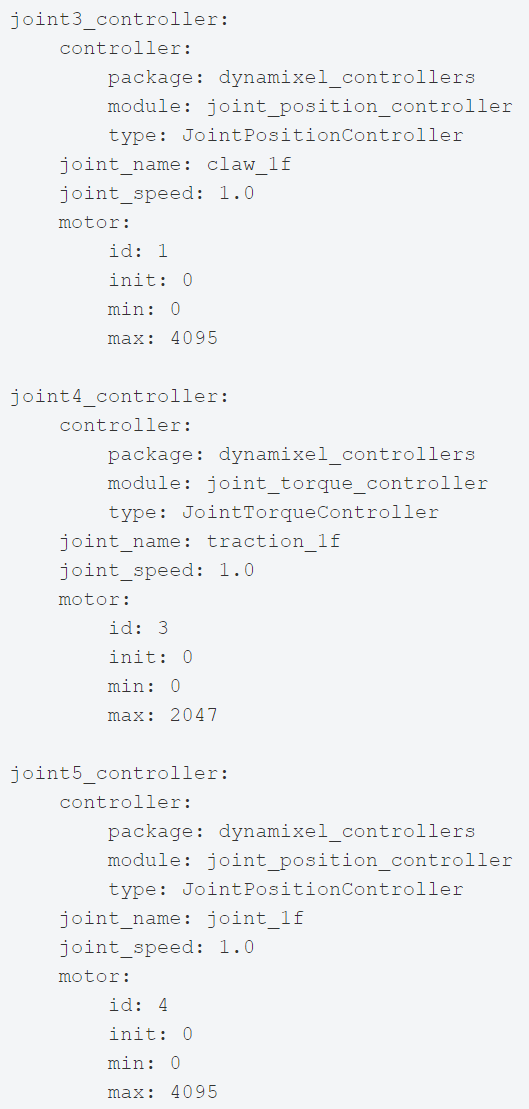 joint3_controller:
    controller:
        package: dynamixel_controllers
        module: joint_position_controller
        type: JointPositionController
    joint_name: claw_1f
    joint_speed: 1.0
    motor:
        id: 1
        init: 0
        min: 0
        max: 4095

joint4_controller:
    controller:
        package: dynamixel_controllers
        module: joint_torque_controller
        type: JointTorqueController
    joint_name: traction_1f
    joint_speed: 1.0
    motor:
        id: 3
        init: 0
        min: 0
        max: 2047

joint5_controller:
    controller:
        package: dynamixel_controllers
        module: joint_position_controller
        type: JointPositionController
    joint_name: joint_1f
    joint_speed: 1.0
    motor:
        id: 4
        init: 0
        min: 0
        max: 4095